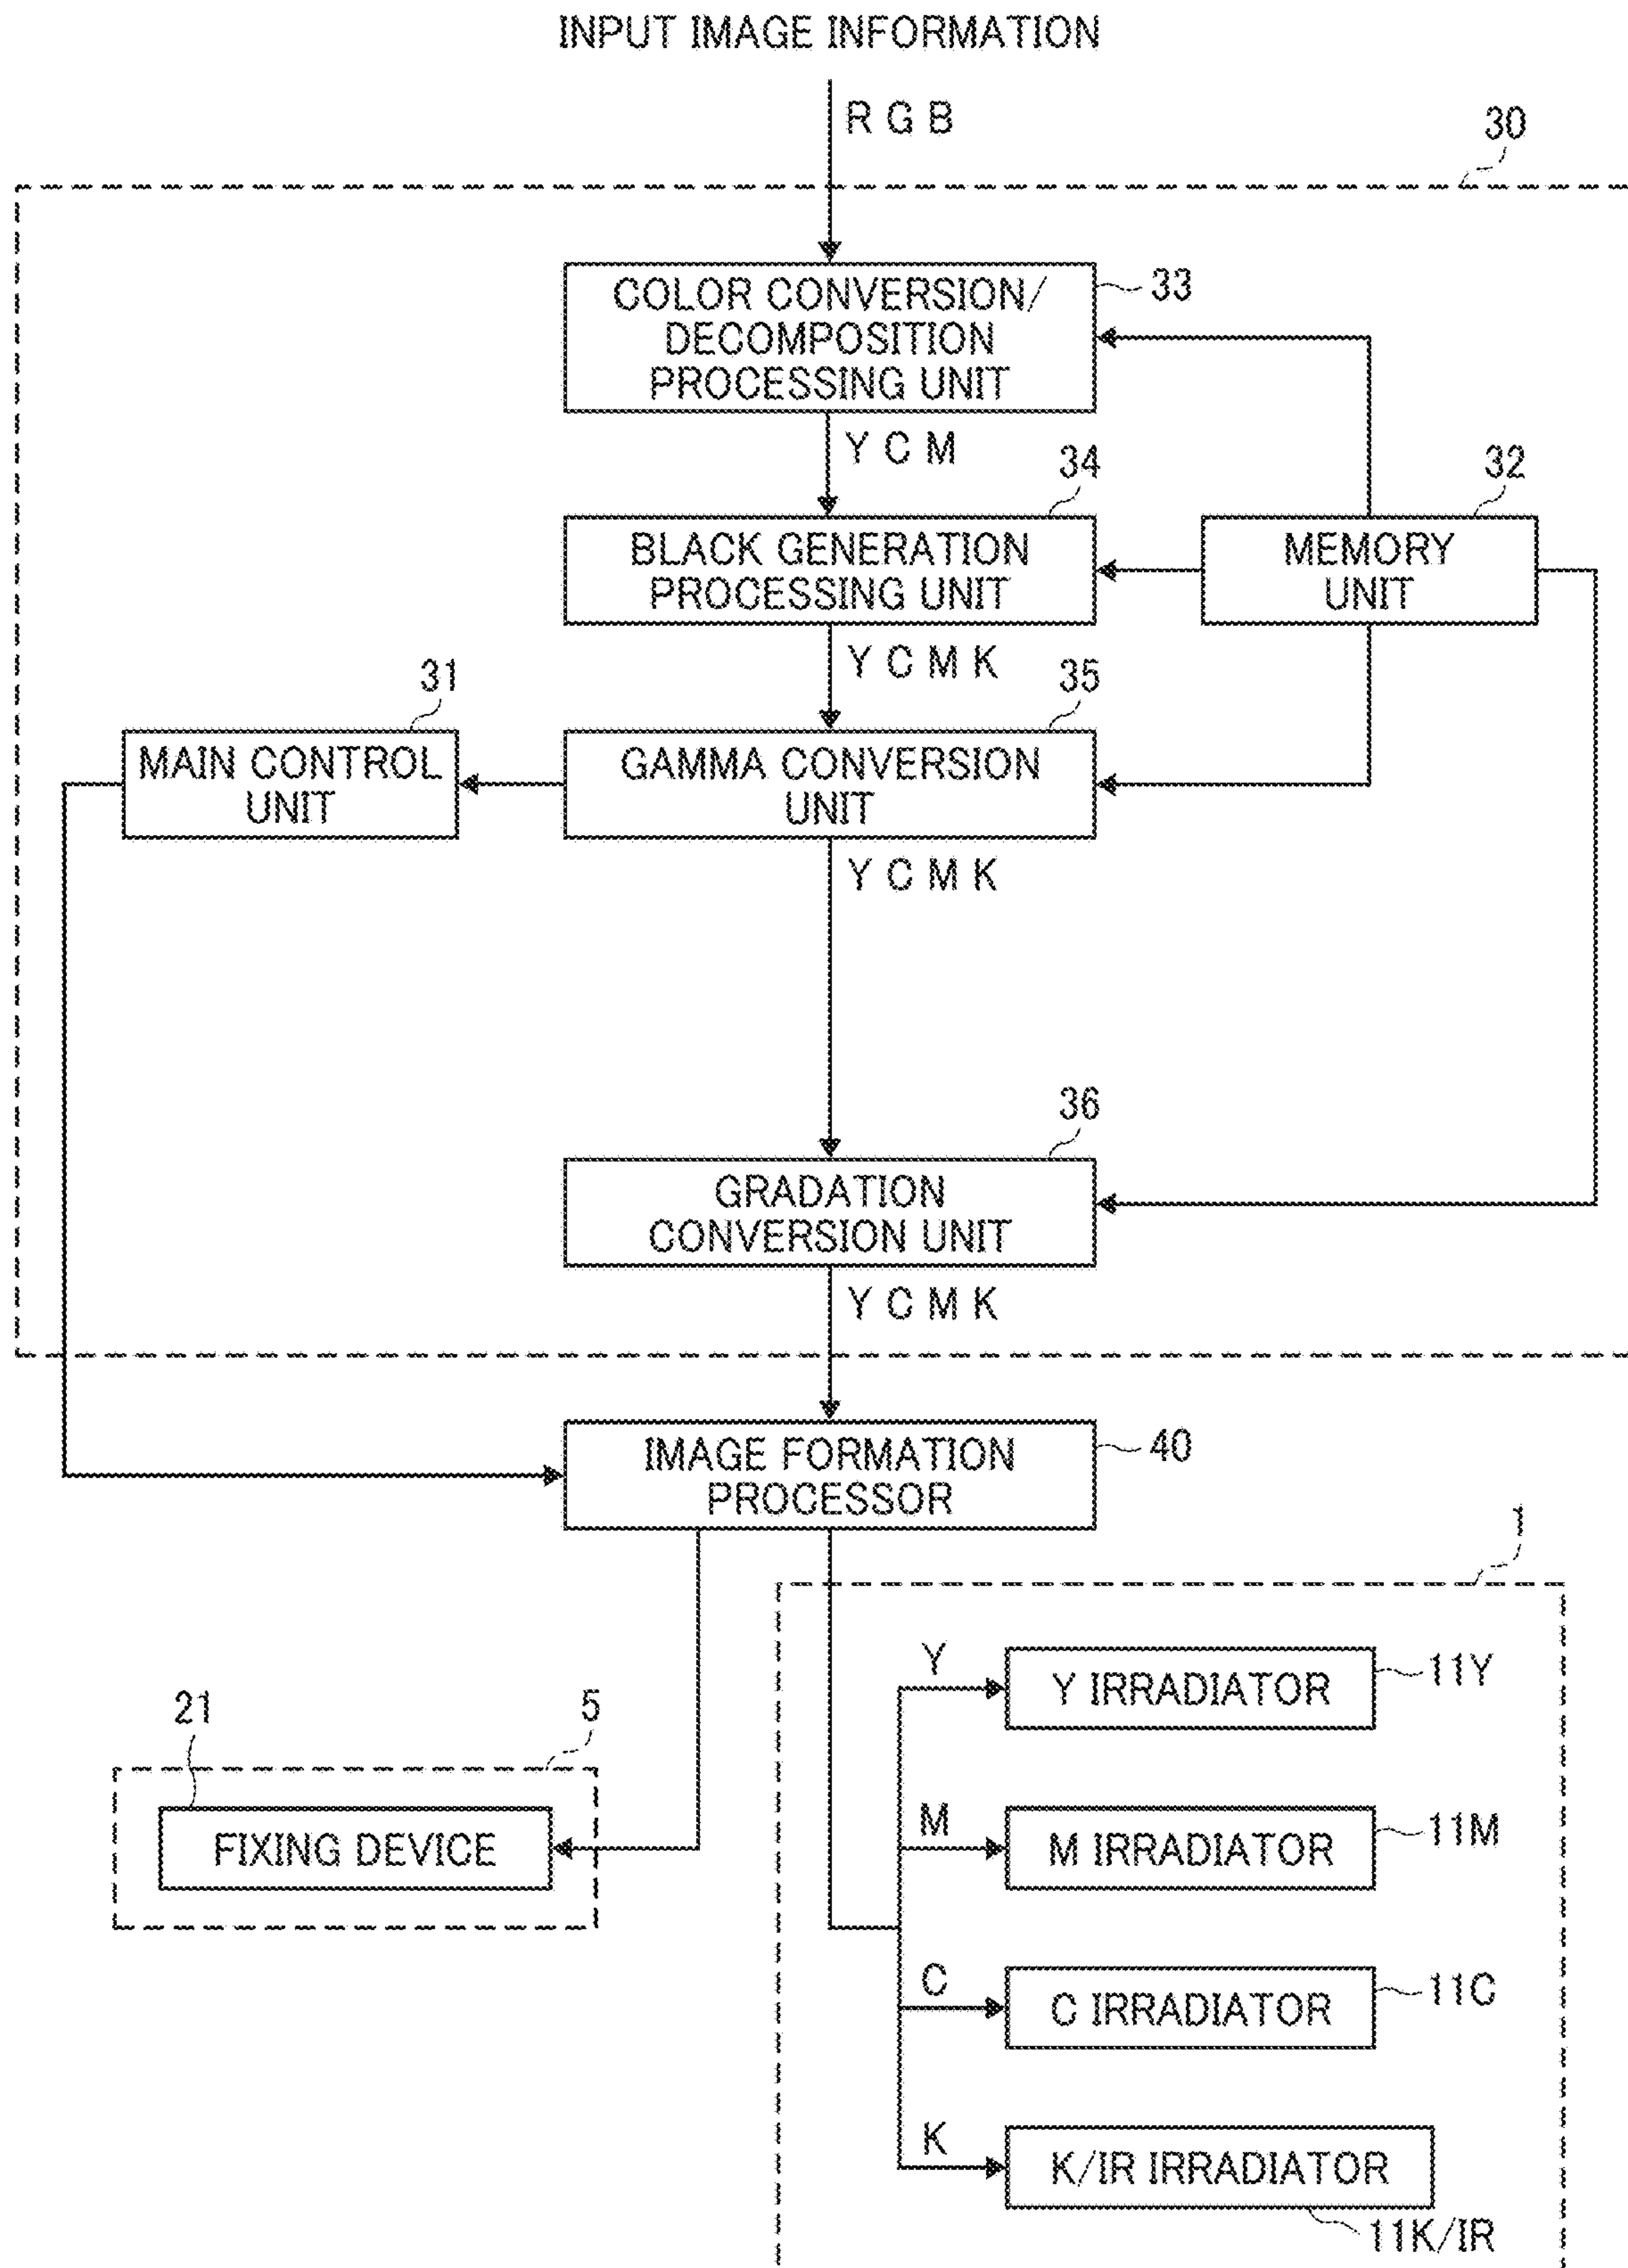 INPUT IMAGE INFORMATION
R G B
30
COLOR CONVERSION/
DECOMPOSITION
PROCESSING UNIT
33
Y C M
34
32
BLACK GENERATION
PROCESSING UNIT
MEMORY
UNIT
Y C M K
31
35
MAIN CONTROL
UNIT
GAMMA CONVERSION
UNIT
Y C M K
36
GRADATION
CONVERSION UNIT
Y C M K
IMAGE FORMATION
PROCESSOR
40
1
Y
Y IRRADIATOR
11Y
21
5
FIXING DEVICE
M
M IRRADIATOR
11M
C
C IRRADIATOR
11C
K
K/IR IRRADIATOR
11K/IR